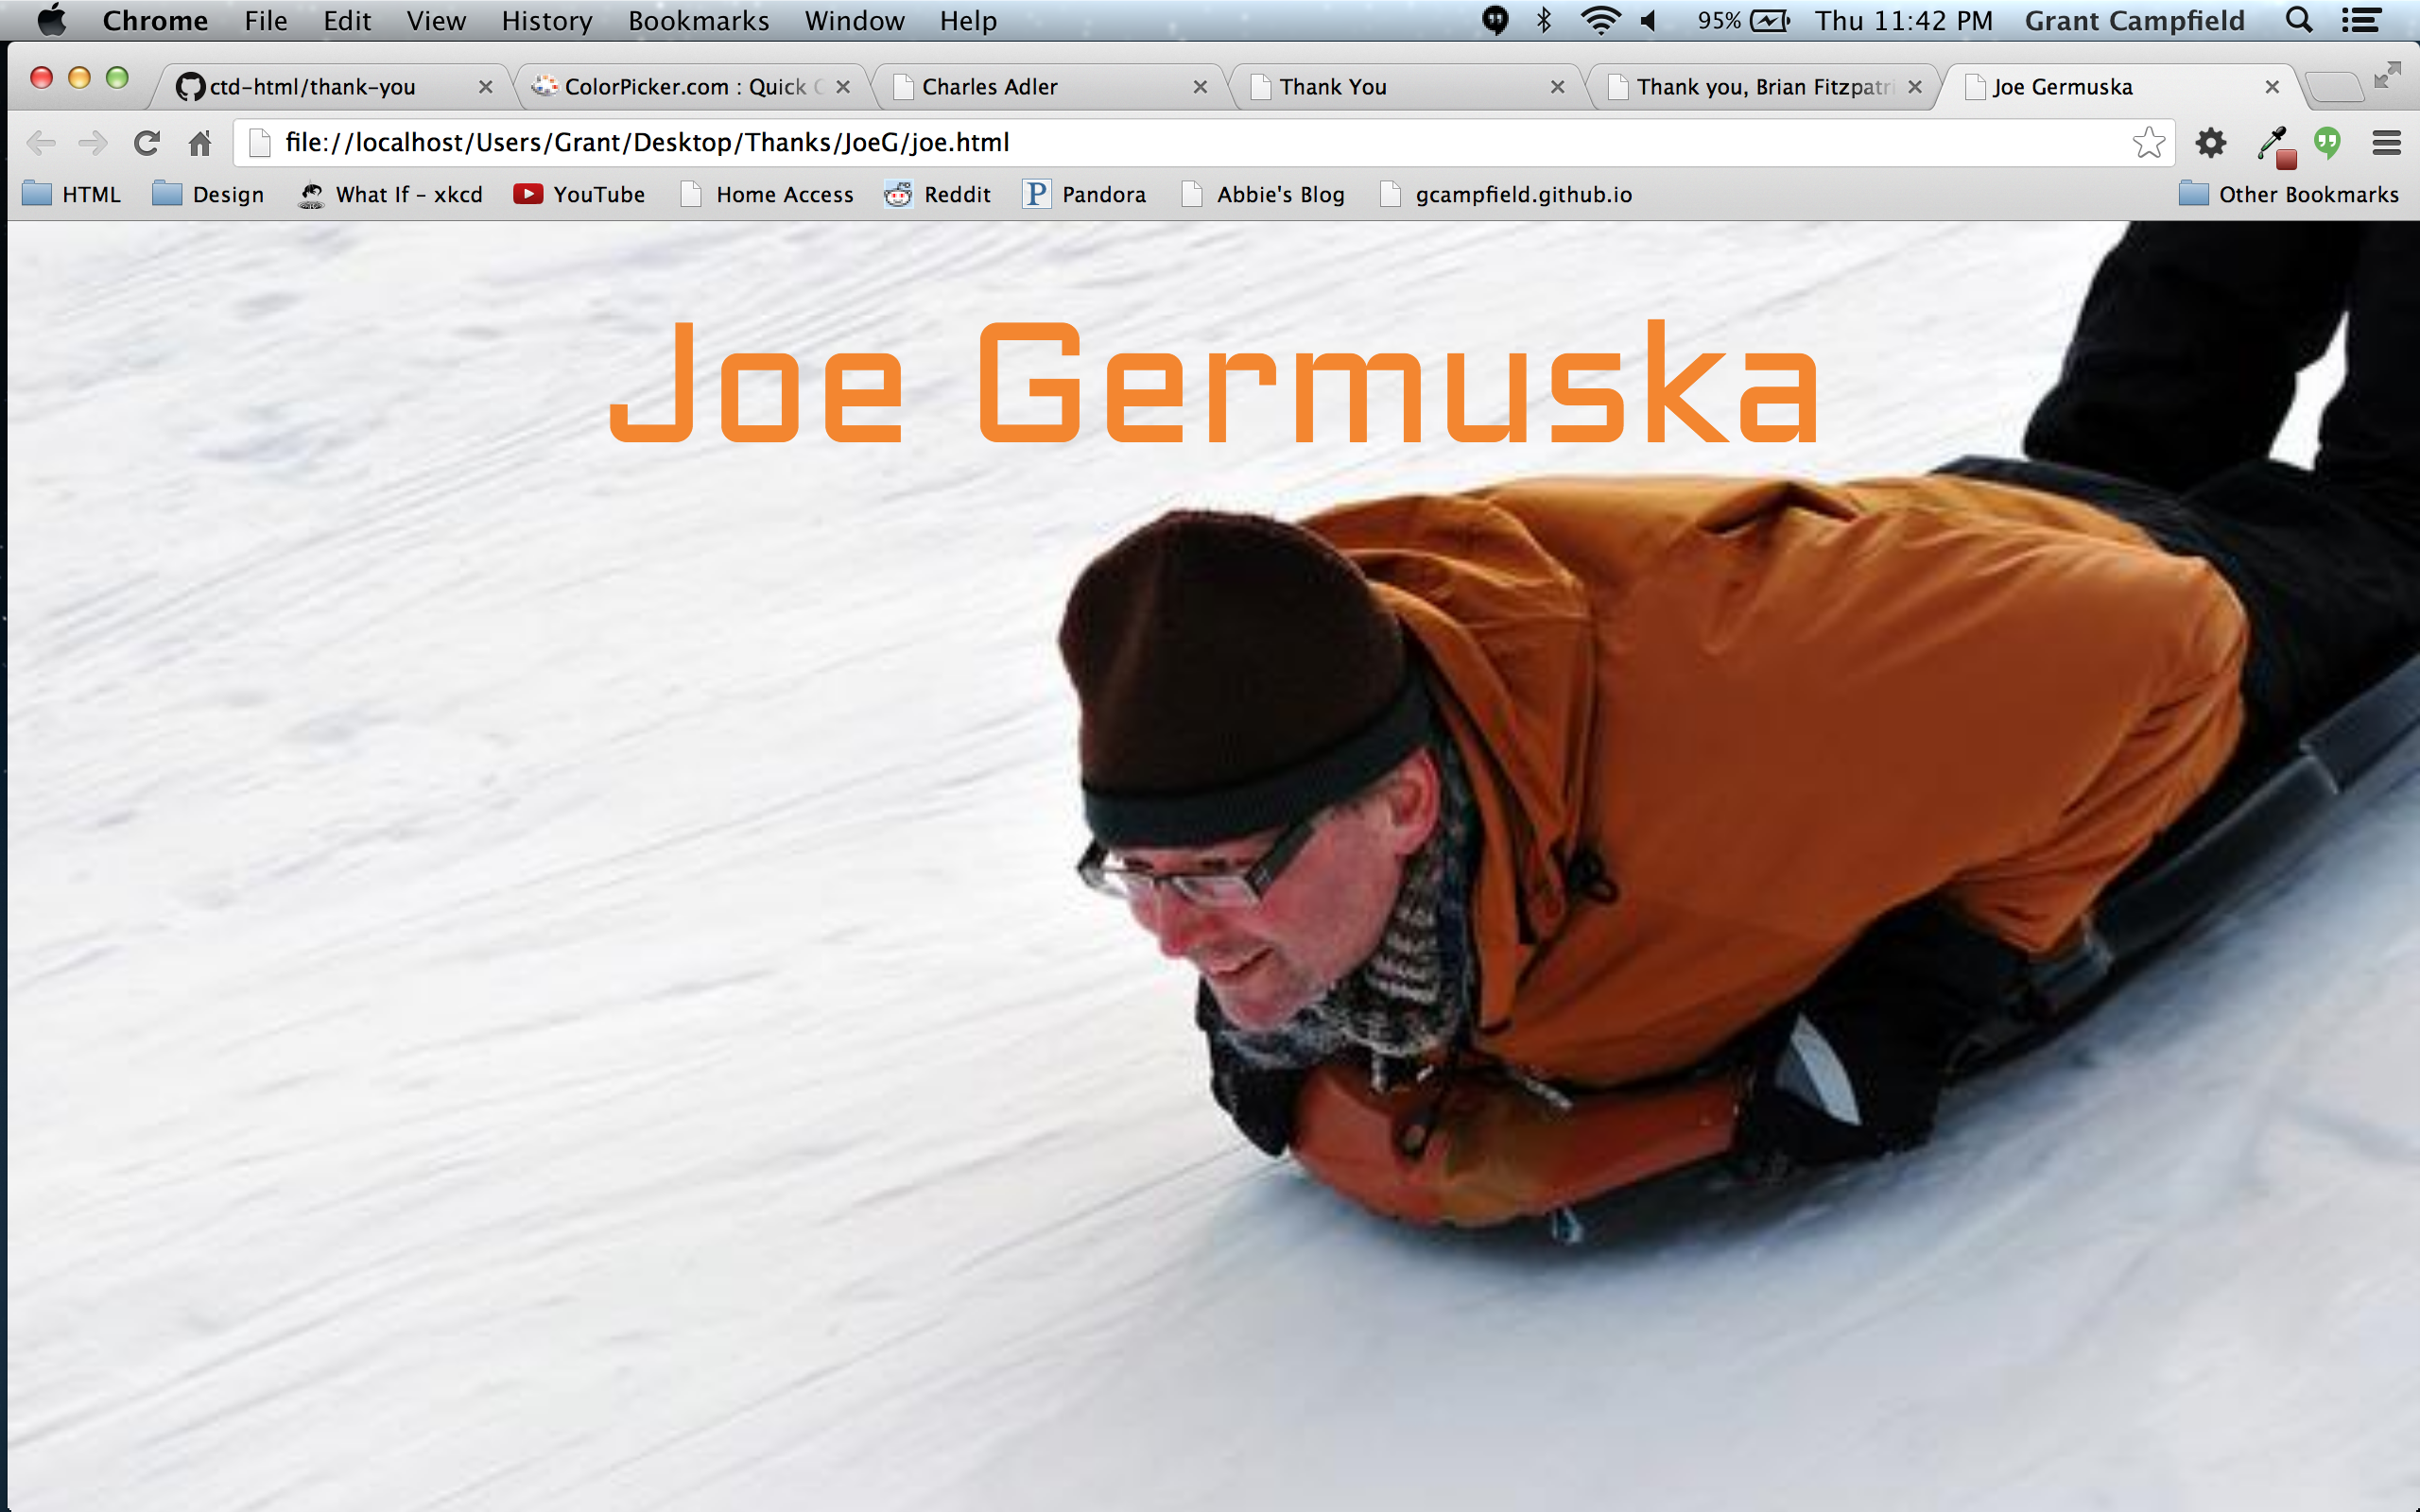 Chrome File Edit View History Bookmarks Window Help 95% Thu 11:42 PM Grant Campfield
ctd-html/thank-you ColorPicker.com : Quick C Charles Adler Thank You Thank you, Brian Fitzpatri Joe Germuska
file://localhost/Users/Grant/Desktop/Thanks/JoeG/joe.html
HTML Design What If – xkcd YouTube Home Access Reddit P Pandora Abbie's Blog gcampfield.github.io Other Bookmarks
Joe Germuska